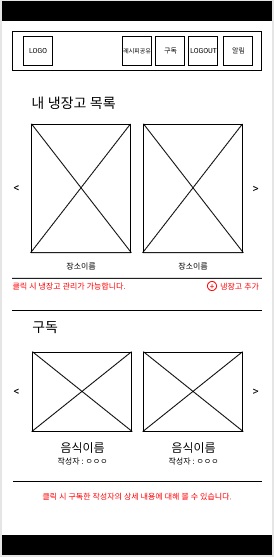 LOGO 레시피공유 구독 LOGOUT 알림
내 냉장고 목록
< >
장소이름 장소이름
클릭 시 냉장고 관리가 가능합니다. + 냉장고 추가
구독
< >
음식이름 음식이름
작성자 : ㅇㅇㅇ 작성자 : ㅇㅇㅇ
클릭 시 구독한 작성자의 상세 내용에 대해 볼 수 있습니다.